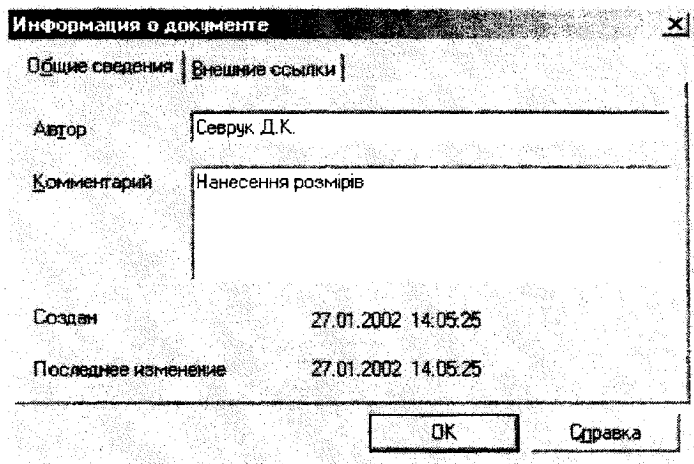 Информация о документе
Общие сведения Внешние ссылки
Автор Севрук Д.К.
Комментарий Нанесення розмірів
Создан 27.01.2002 14:05:25
Последнее изменение 27.01.2002 14:05:25
OK Справка